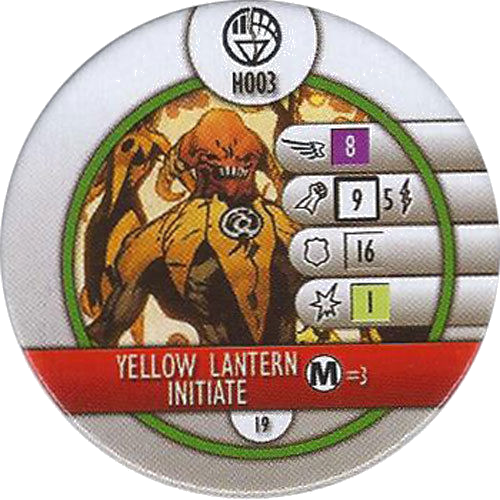 H003
8
9 5
16
1
YELLOW LANTERN
INITIATE
M =3
19